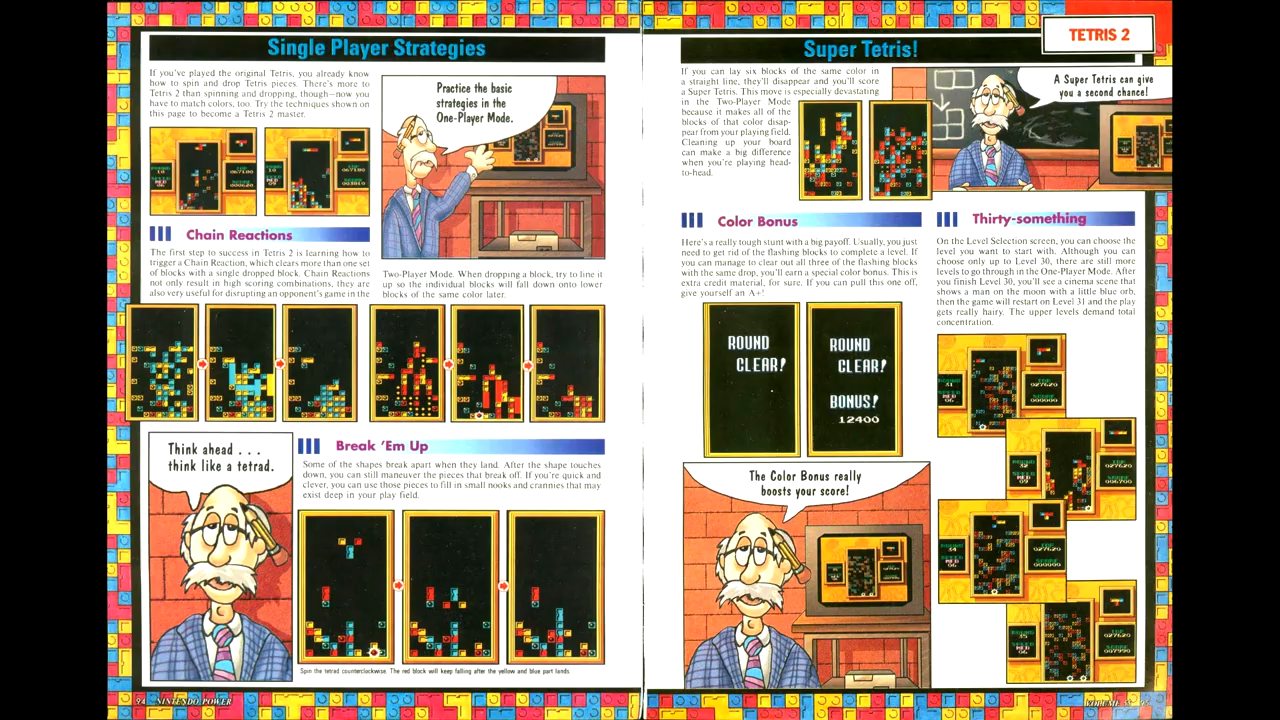 Single Player Strategies
If you've played the original Tetris, you already know
how to spin and drop Tetris pieces. There's more to
Tetris 2 than spinning and dropping, though—now you
have to match colors, too. Try the techniques shown on
this page to become a Tetris 2 master.
Practice the basic
strategies in the
One-Player Mode.
Chain Reactions
The first step to success in Tetris 2 is learning how to
trigger a Chain Reaction, which clears more than one set
of blocks with a single dropped block. Chain Reactions
not only result in high scoring combinations, they are
also very useful for disrupting an opponent's game in the
Two-Player Mode. When dropping a block, try to line it
up so the individual blocks will fall down onto lower
blocks of the same color later.
Think ahead . . .
think like a tetrad.
Break 'Em Up
Some of the shapes break apart when they land. After the shape touches
down, you can still maneuver the pieces that break off. If you're quick and
clever, you can use those pieces to fill in small nooks and crannies that may
exist deep in your play field.
Spin the tetrad counterclockwise. The red block will keep falling after the yellow and blue part lands
94 NINTENDO POWER
TETRIS 2
Super Tetris!
If you can lay six blocks of the same color in
a straight line, they'll disappear and you'll score
a Super Tetris. This move is especially devastating
in the Two-Player Mode
because it makes all of the
blocks of that color disap-
pear from your playing field.
Cleaning up your board
can make a big difference
when you're playing head-
to-head.
A Super Tetris can give
you a second chance!
Color Bonus
Here's a really tough stunt with a big payoff. Usually, you just
need to get rid of the flashing blocks to complete a level. If
you can manage to clear out all three of the flashing blocks
with the same drop, you'll earn a special color bonus. This is
extra credit material, for sure. If you can pull this one off,
give yourself an A+!
ROUND
CLEAR!
ROUND
CLEAR!
BONUS!
12400
The Color Bonus really
boosts your score!
Thirty-something
On the Level Selection screen, you can choose the
level you want to start with. Although you can
choose only up to Level 30, there are still more
levels to go through in the One-Player Mode. After
you finish Level 30, you'll see a cinema scene that
shows a man on the moon with a little blue orb,
then the game will restart on Level 31 and the play
gets really hairy. The upper levels demand total
concentration.